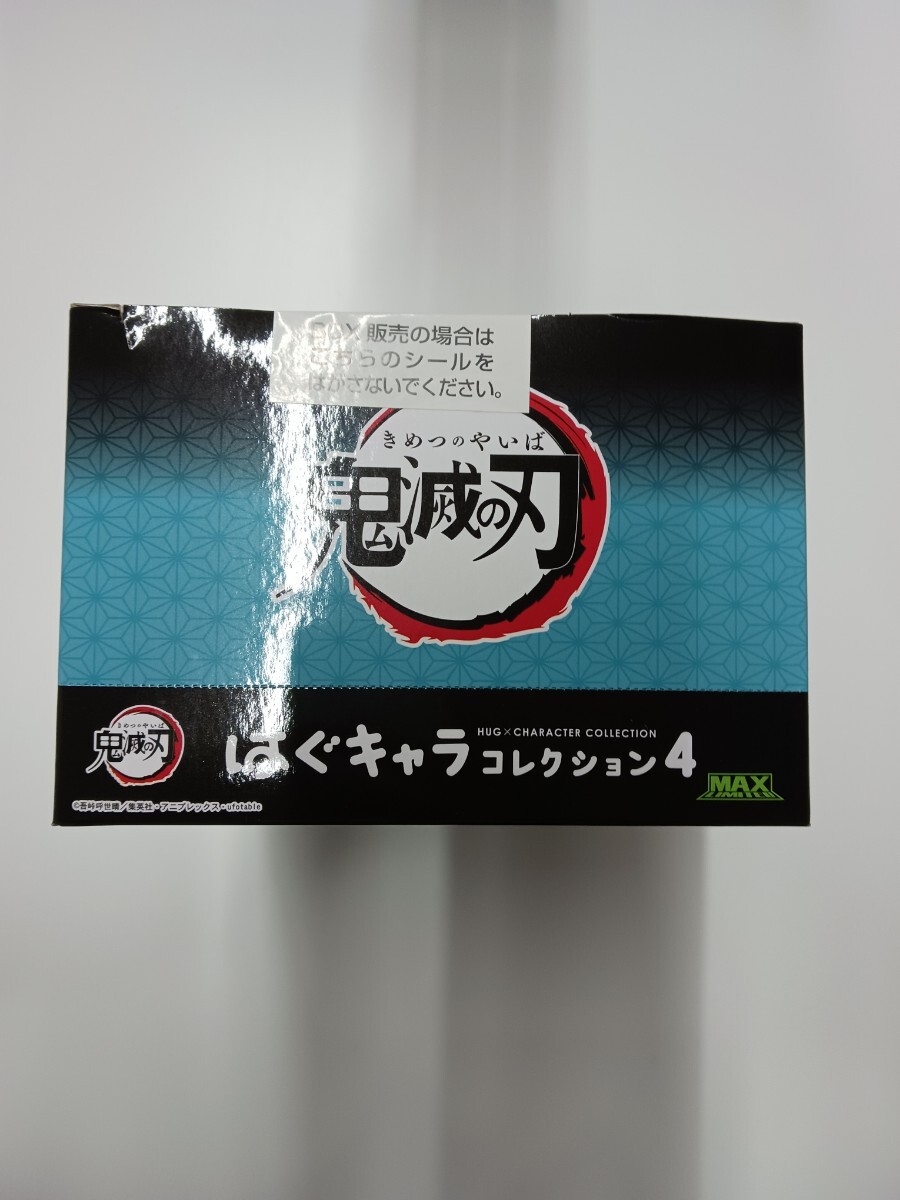 BOX 販売の場合は
こちらのシールを
はがさないでください。
きめつのやいば
鬼滅の刃
HUG×CHARACTER COLLECTION
きめつのやいば
鬼滅の刃
はぐキャラコレクション4
MAX
LIMITED
©吾峠呼世晴/集英社・アニプレックス・ufotable